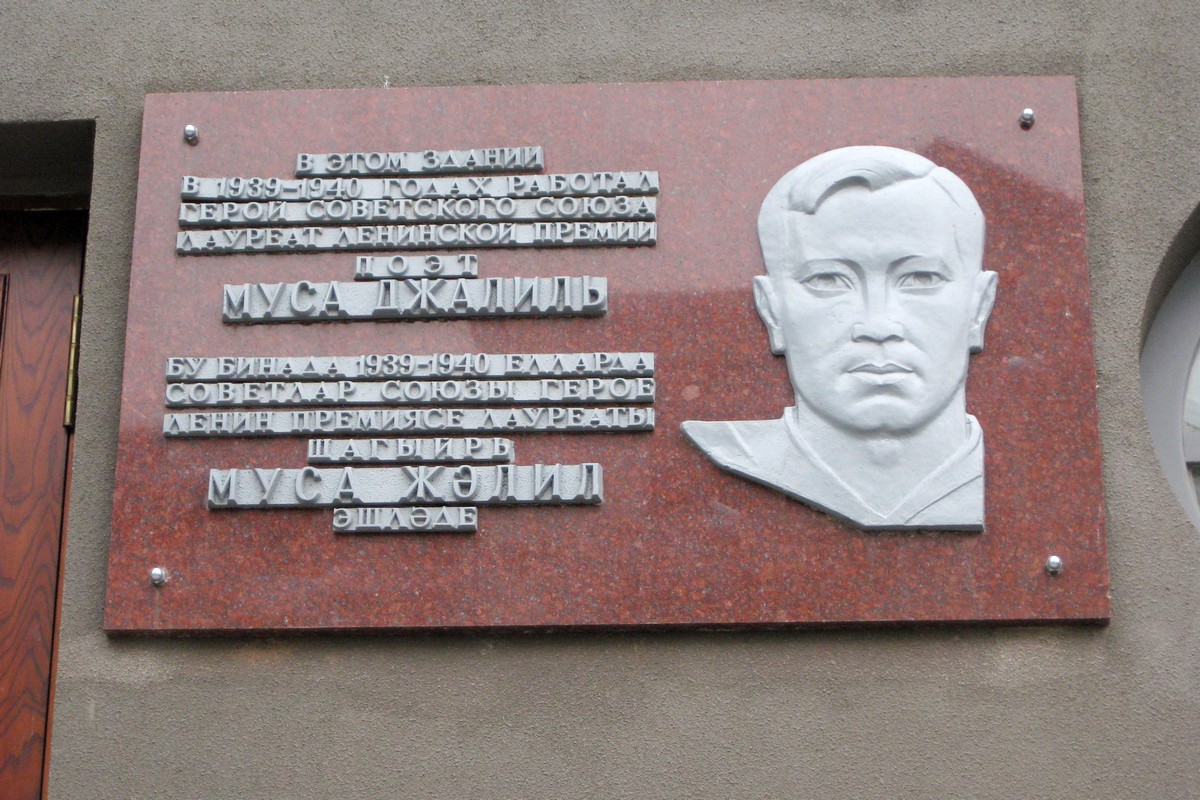 В ЭТОМ ЗДАНИИ
В 1939-1940 ГОДАХ РАБОТАЛ
ГЕРОЙ СОВЕТСКОГО СОЮЗА
ЛАУРЕАТ ЛЕНИНСКОЙ ПРЕМИИ
ПОЭТ
МУСА ДЖАЛИЛЬ
БУ БИНАДА 1939-1940 ЕЛЛАРДА
СОВЕТЛАР СОЮЗЫ ГЕРОЕ
ЛЕНИН ПРЕМИЯСЕ ЛАУРЕАТЫ
ШАГЫЙРЬ
МУСА ЖӘЛИЛ
ЭШЛӘДЕ